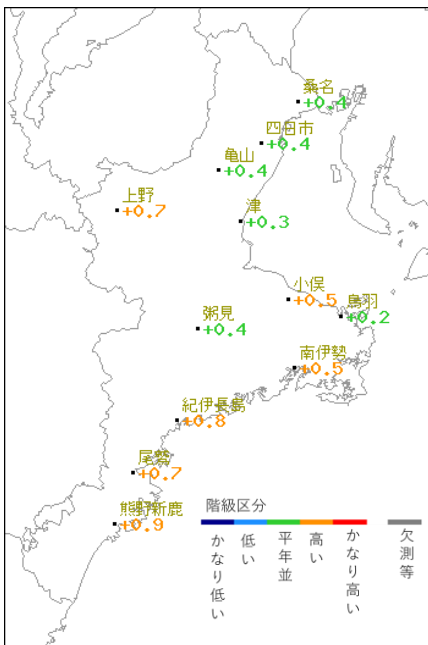 桑名
+0.4
四日市
+0.4
亀山
+0.4
上野
+0.7
津
+0.3
小俣
+0.5
鳥羽
+0.2
粥見
+0.4
南伊勢
+0.5
紀伊長島
+0.8
尾鷲
+0.7
熊野新鹿
+0.9
階級区分
かなり低い
低い
平年並
高い
かなり高い
欠測等